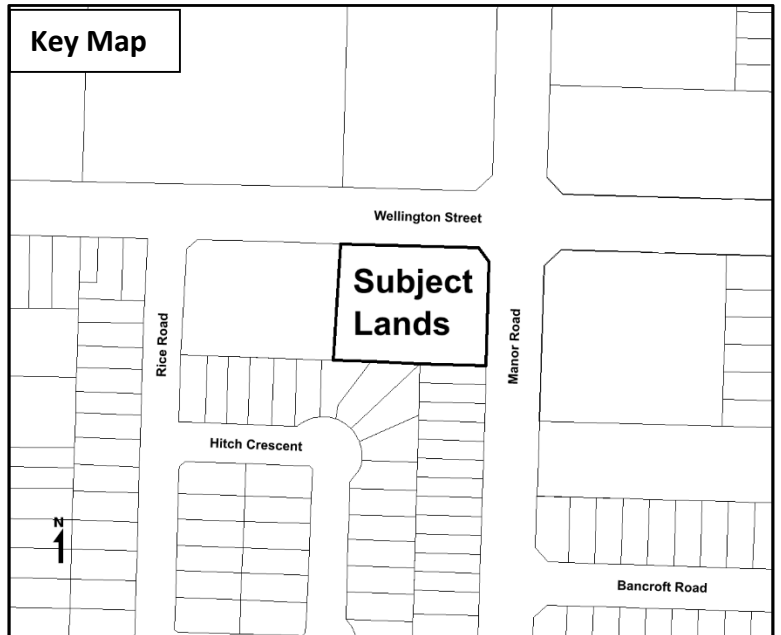 Key Map
Wellington Street
Subject
Lands
Rice Road
Manor Road
Hitch Crescent
N
Bancroft Road